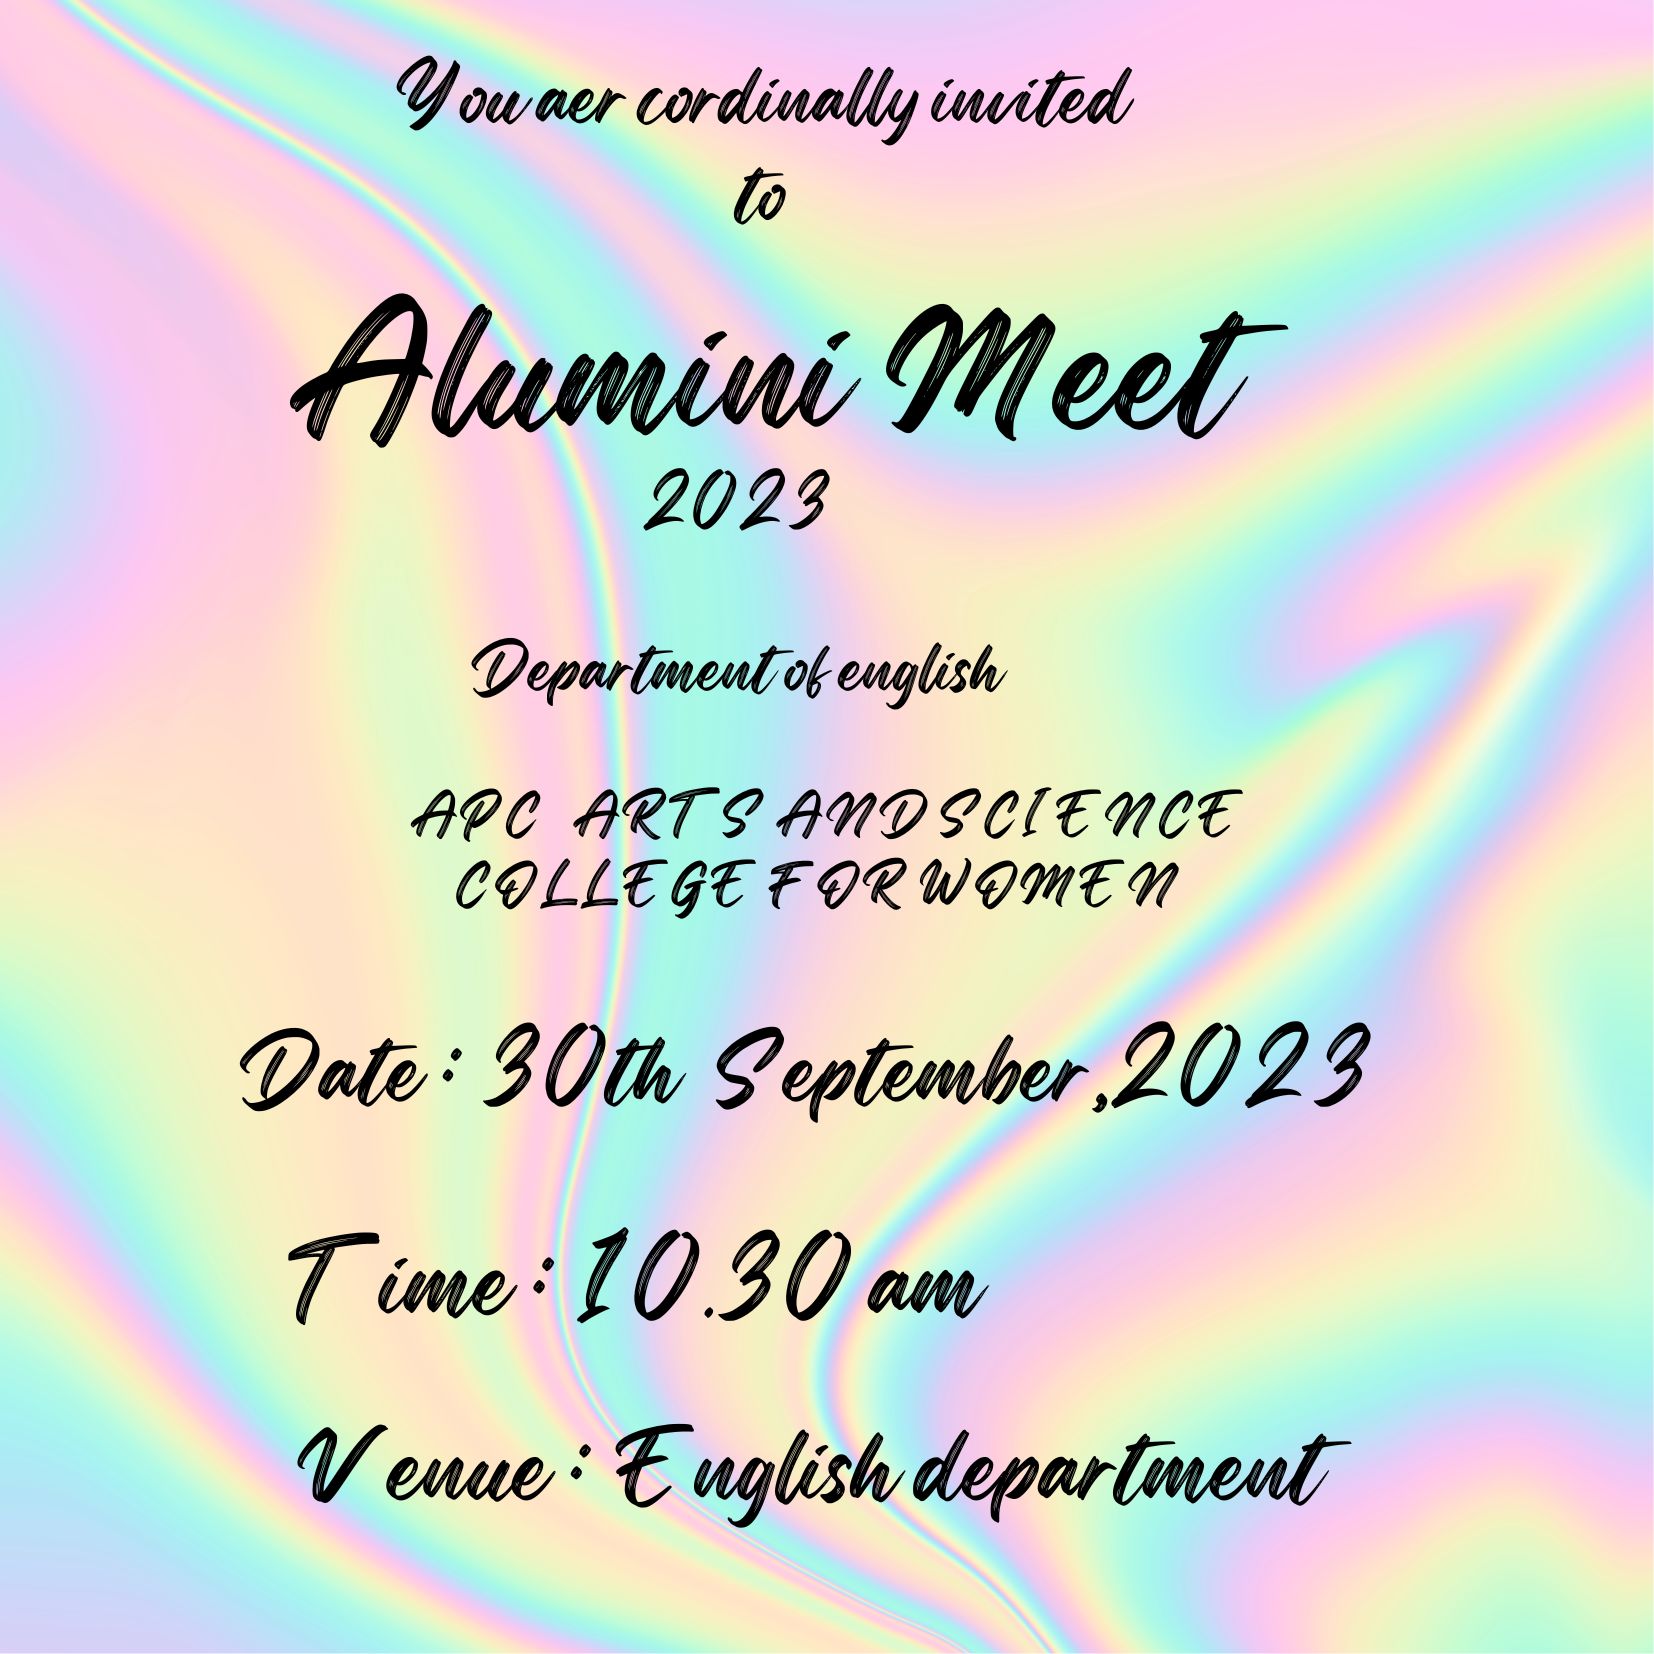 You aer cordinally invited
to
Alumini Meet
2023
Department of english
APC ARTS AND SCIENCE
COLLEGE FOR WOMEN
Date : 30th September,2023
Time : 10.30 am
Venue : English department